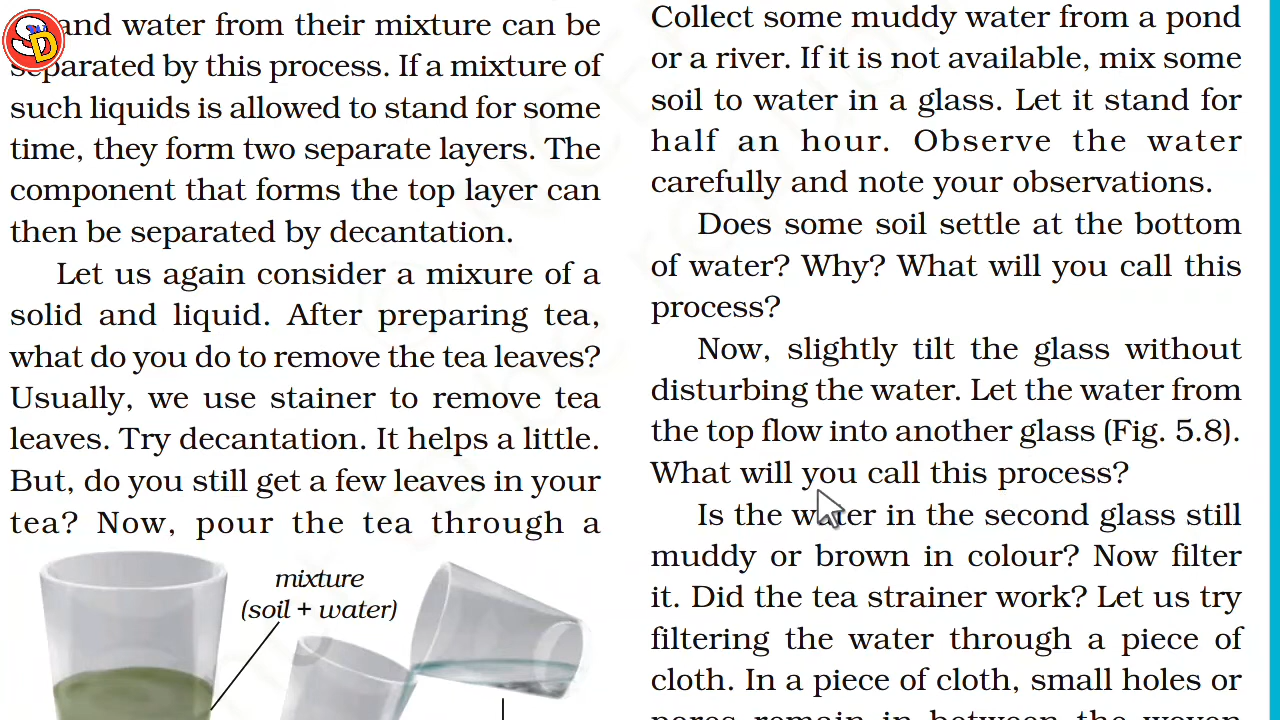 SD
and water from their mixture can be
separated by this process. If a mixture of
such liquids is allowed to stand for some
time, they form two separate layers. The
component that forms the top layer can
then be separated by decantation.
Let us again consider a mixure of a
solid and liquid. After preparing tea,
what do you do to remove the tea leaves?
Usually, we use stainer to remove tea
leaves. Try decantation. It helps a little.
But, do you still get a few leaves in your
tea? Now, pour the tea through a
mixture
(soil + water)
Collect some muddy water from a pond
or a river. If it is not available, mix some
soil to water in a glass. Let it stand for
half an hour. Observe the water
carefully and note your observations.
Does some soil settle at the bottom
of water? Why? What will you call this
process?
Now, slightly tilt the glass without
disturbing the water. Let the water from
the top flow into another glass (Fig. 5.8).
What will you call this process?
Is the water in the second glass still
muddy or brown in colour? Now filter
it. Did the tea strainer work? Let us try
filtering the water through a piece of
cloth. In a piece of cloth, small holes or
pores remain in between the woven